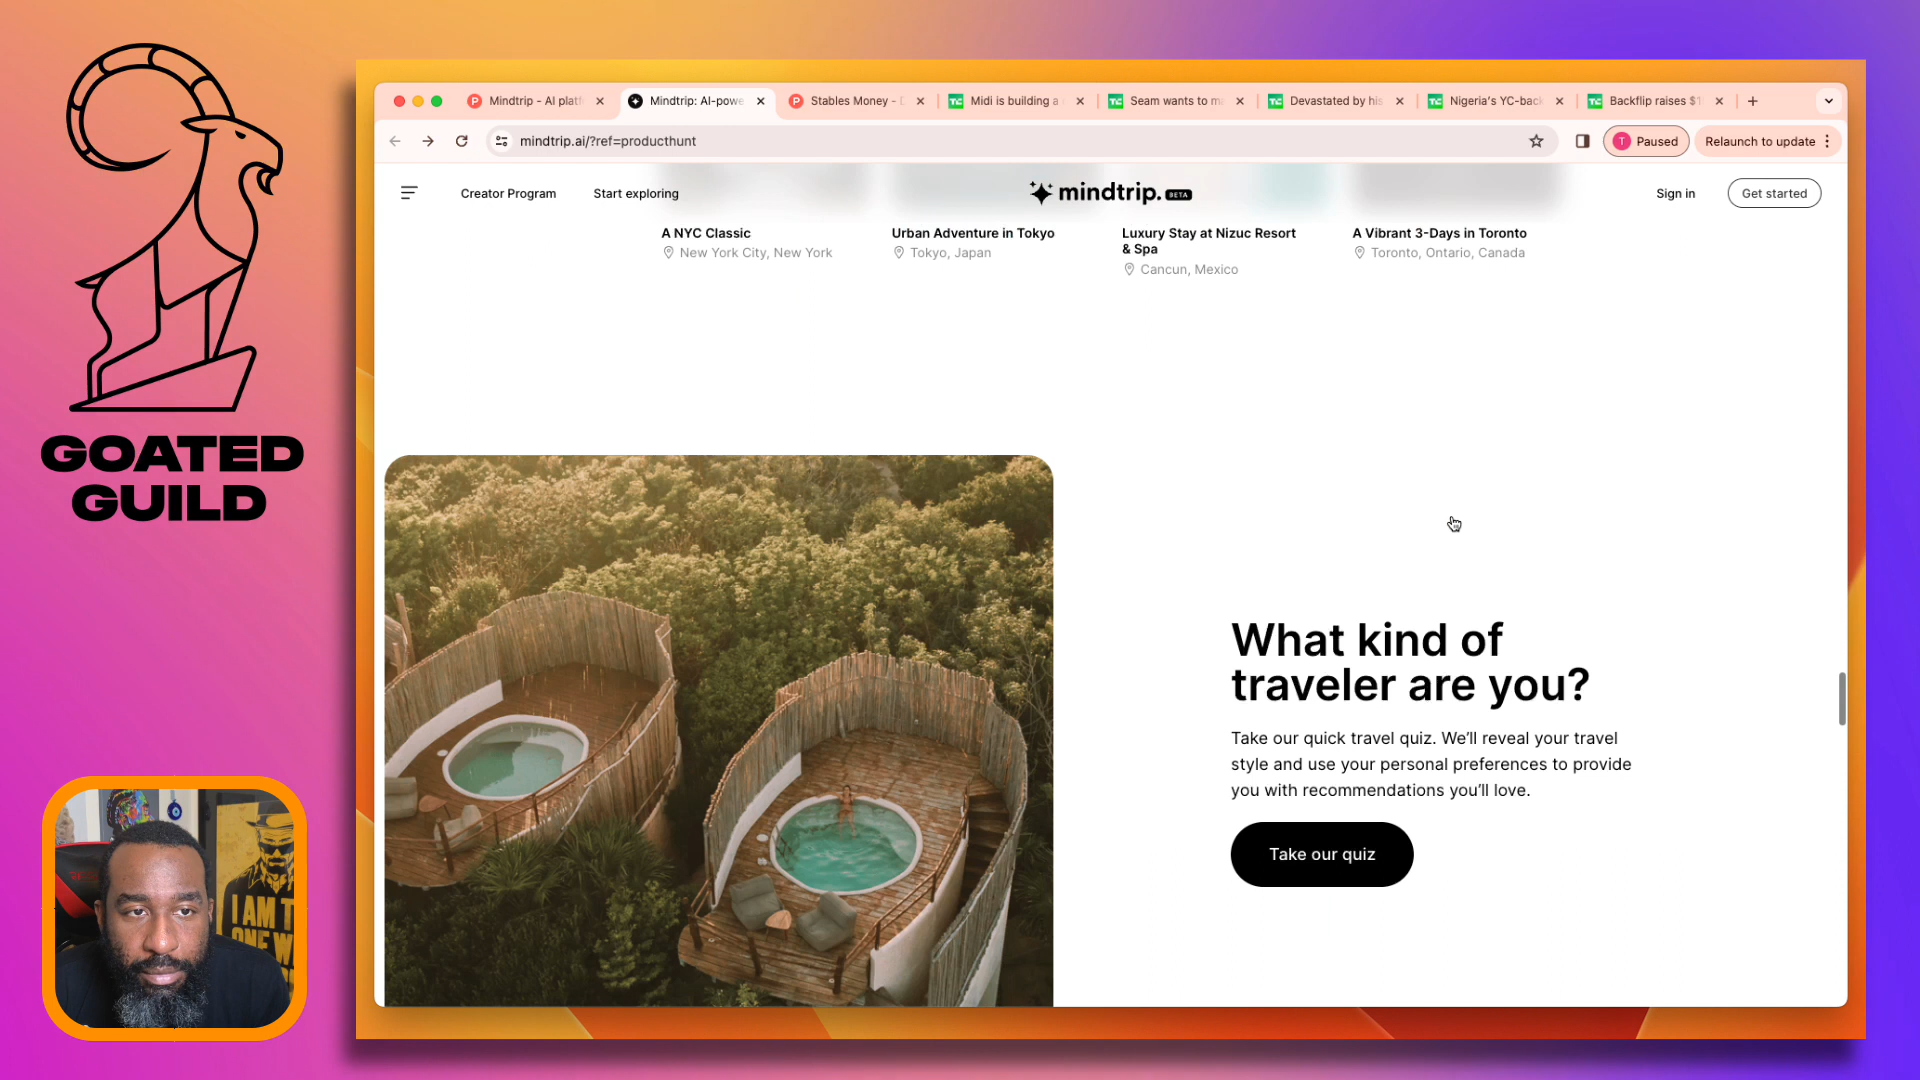 GOATED
GUILD
Mindtrip - AI platf
Mindtrip: AI-powe
Stables Money -
Midi is building a
Seam wants to m
Devastated by his
Nigeria's YC-back
Backflip raises $1
mindtrip.ai/?ref=producthunt
T
Paused
Relaunch to update
Creator Program
Start exploring
mindtrip. BETA
Sign in
Get started
A NYC Classic
New York City, New York
Urban Adventure in Tokyo
Tokyo, Japan
Luxury Stay at Nizuc Resort
& Spa
Cancun, Mexico
A Vibrant 3-Days in Toronto
Toronto, Ontario, Canada
What kind of
traveler are you?
Take our quick travel quiz. We'll reveal your travel
style and use your personal preferences to provide
you with recommendations you'll love.
Take our quiz
I AM T
ONE W